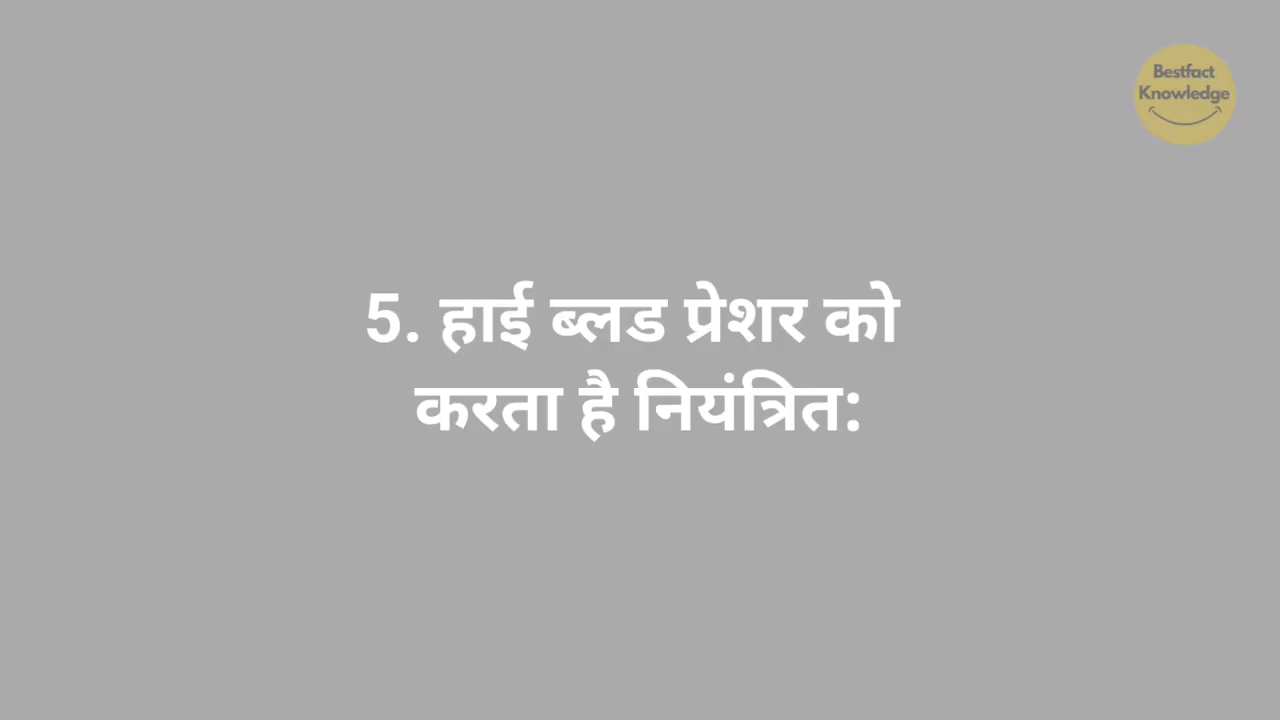 Bestfact
Knowledge
5. हाई ब्लड प्रेशर को
करता है नियंत्रित: